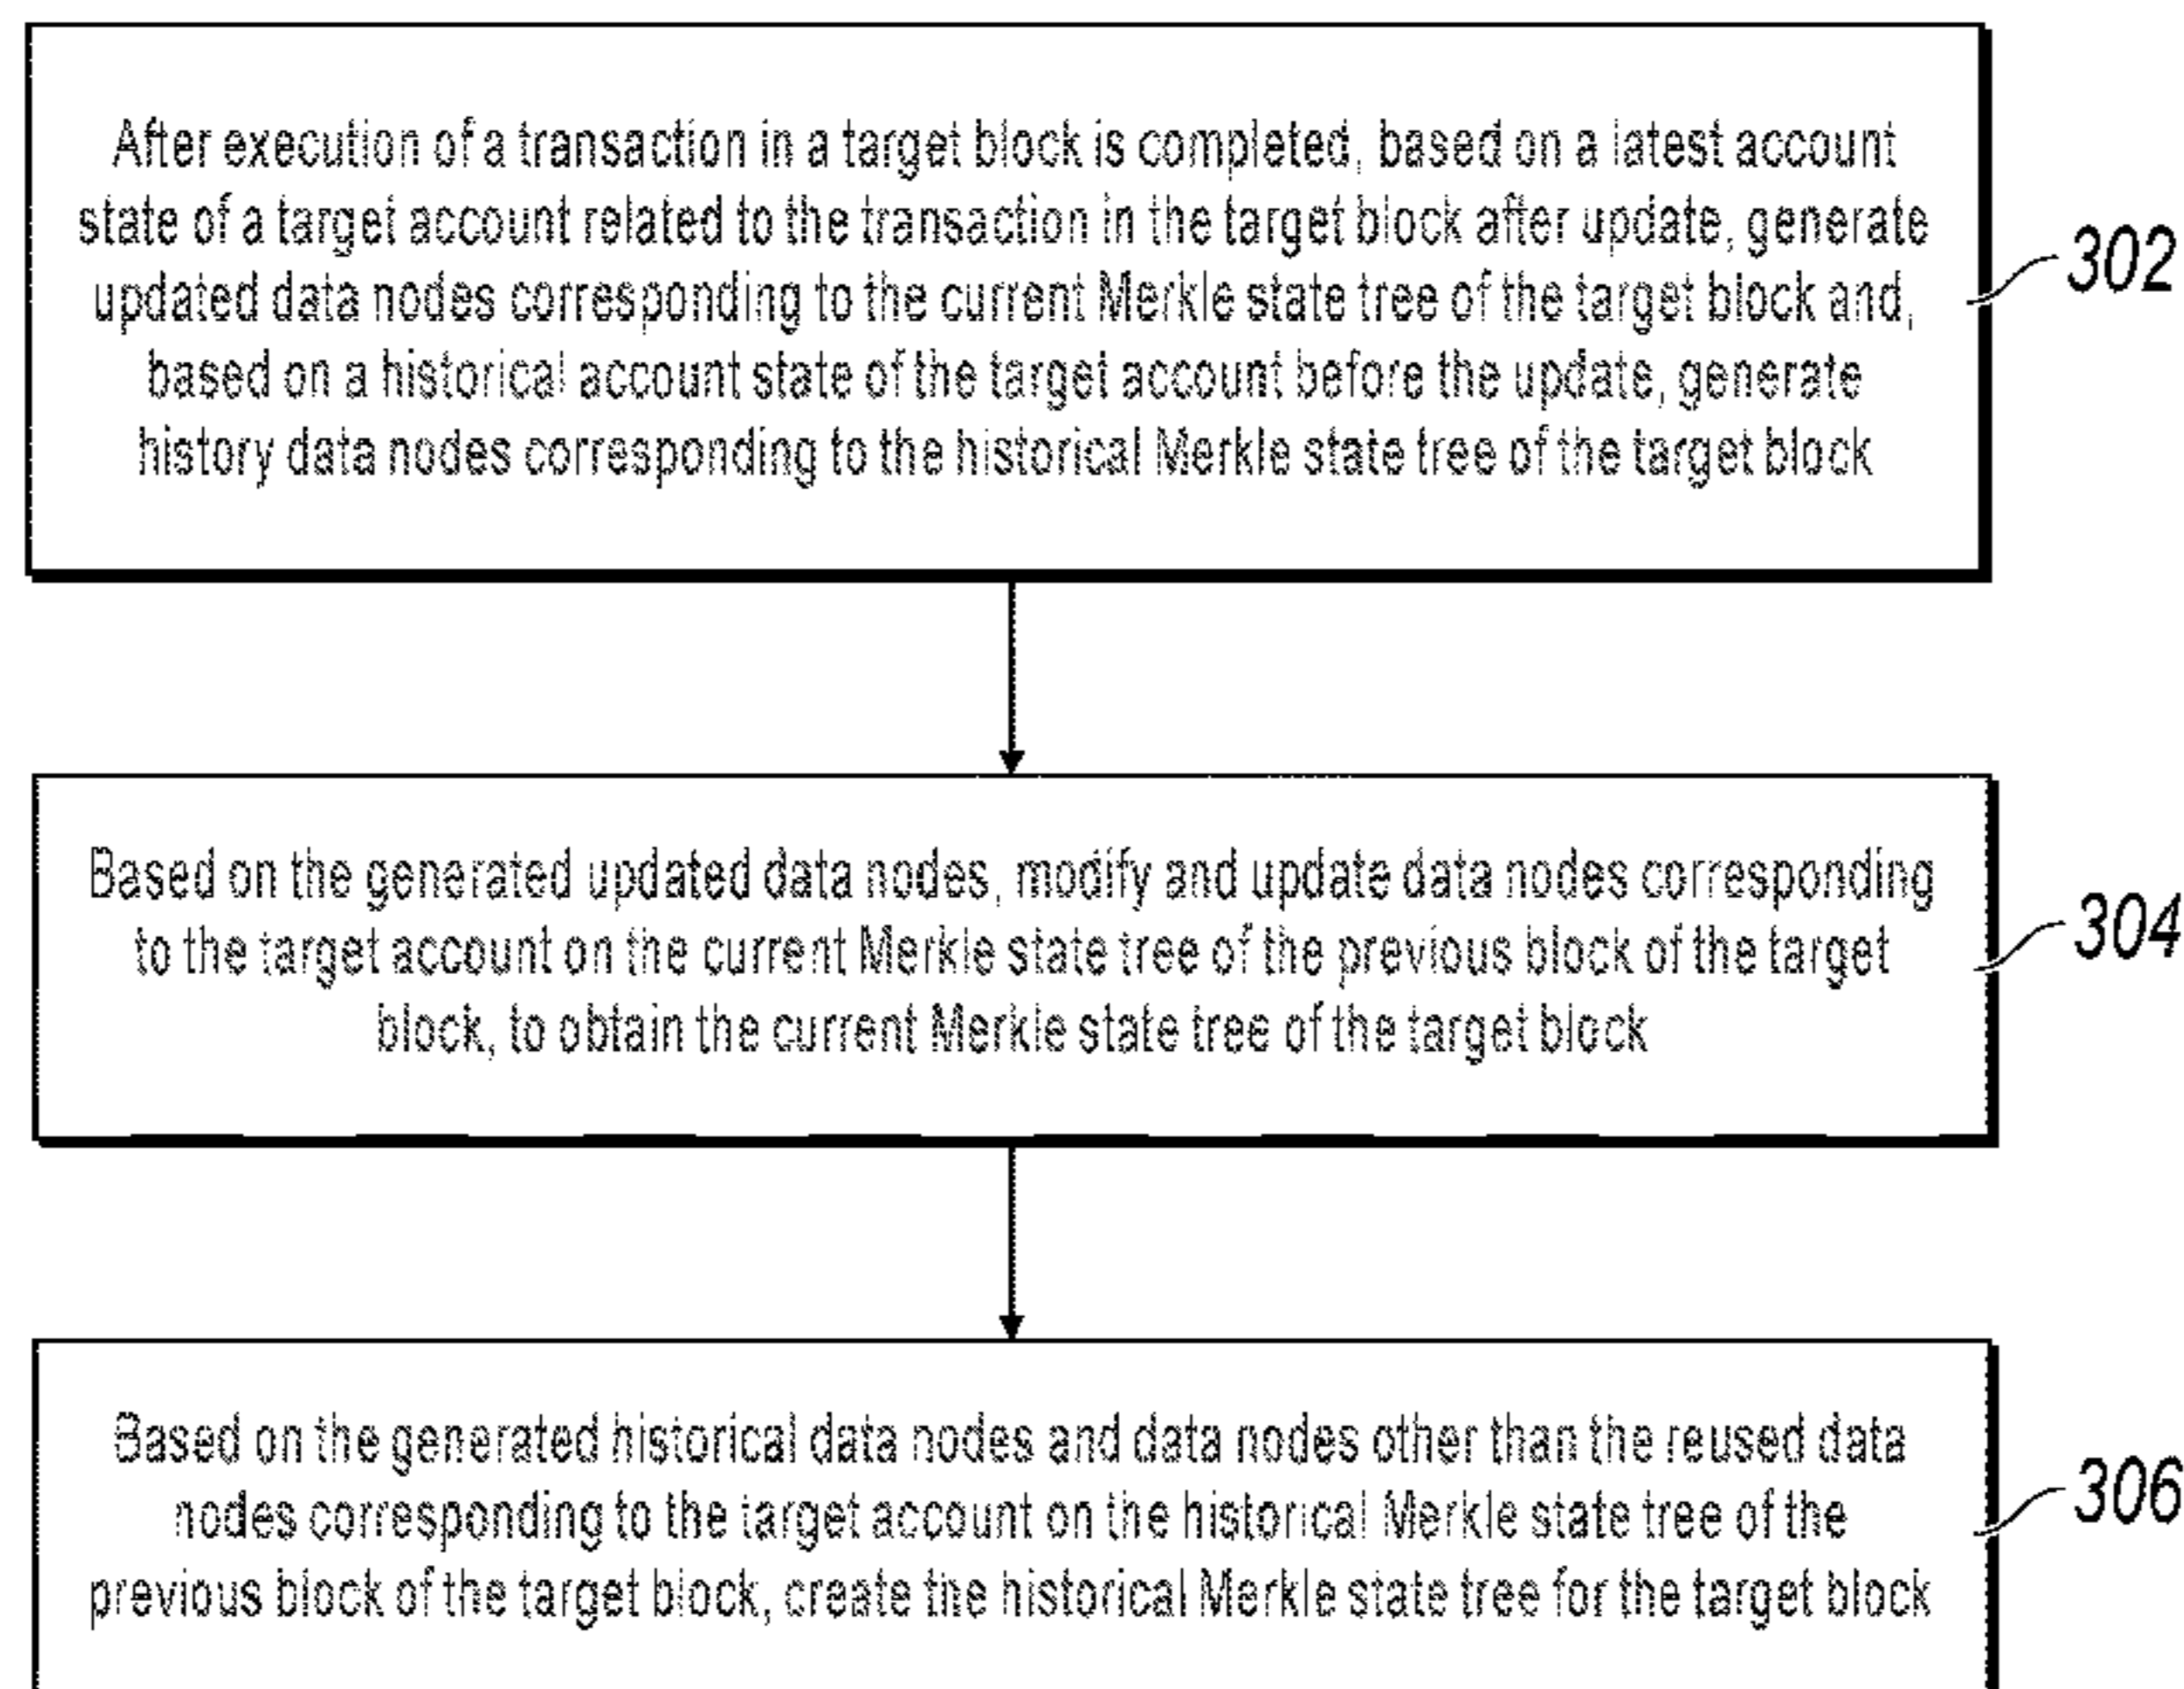 After execution of a transaction in a target block is completed, based on a latest account
state of a target account related to the transaction in the target block after update, generate
updated data nodes corresponding to the current Merkle state tree of the target block and,
based on a historical account state of the target account before the update, generate
history data nodes corresponding to the historical Merkle state tree of the target block
302
Based on the generated updated data nodes, modify and update data nodes corresponding
to the target account on the current Merkle state tree of the previous block of the target
block, to obtain the current Merkle state tree of the target block
304
Based on the generated historical data nodes and data nodes other than the reused data
nodes corresponding to the target account on the historical Merkle state tree of the
previous block of the target block, create the historical Merkle state tree for the target block
306